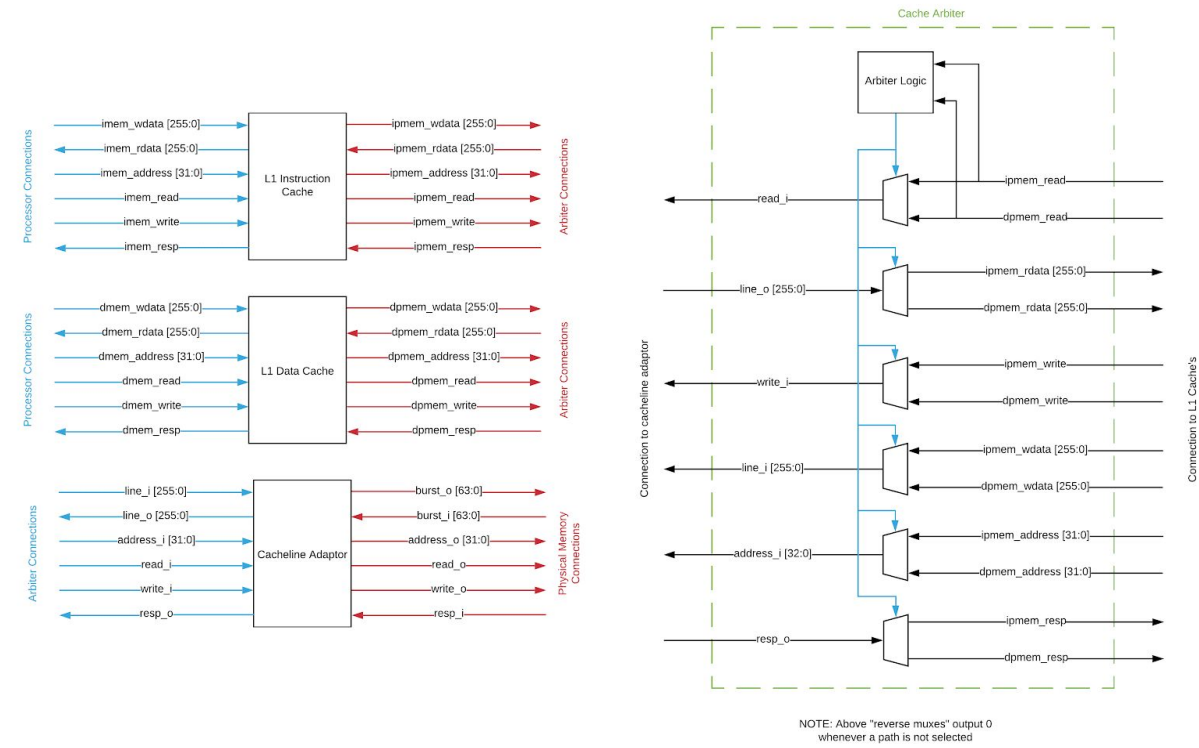 Processor Connections
imem_wdata [255:0]
imem_rdata [255:0]
imem_address [31:0]
imem_read
imem_write
imem_resp
L1 Instruction
Cache
ipmem_wdata [255:0]
ipmem_rdata [255:0]
ipmem_address [31:0]
ipmem_read
ipmem_write
ipmem_resp
Arbiter Connections
Processor Connections
dmem_wdata [255:0]
dmem_rdata [255:0]
dmem_address [31:0]
dmem_read
dmem_write
dmem_resp
L1 Data Cache
dpmem_wdata [255:0]
dpmem_rdata [255:0]
dpmem_address [31:0]
dpmem_read
dpmem_write
dpmem_resp
Arbiter Connections
Arbiter Connections
line_i [255:0]
line_o [255:0]
address_i [31:0]
read_i
write_i
resp_o
Cacheline Adaptor
burst_o [63:0]
burst_i [63:0]
address_o [31:0]
read_o
write_o
resp_i
Physical Memory
Connections
Cache Arbiter
Arbiter Logic
Connection to cacheline adaptor
read_i
ipmem_read
dpmem_read
line_o [255:0]
ipmem_rdata [255:0]
dpmem_rdata [255:0]
write_i
ipmem_write
dpmem_write
line_i [255:0]
ipmem_wdata [255:0]
dpmem_wdata [255:0]
address_i [32:0]
ipmem_address [31:0]
dpmem_address [31:0]
resp_o
ipmem_resp
dpmem_resp
Connection to L1 Cache's
NOTE: Above "reverse muxes" output 0
whenever a path is not selected